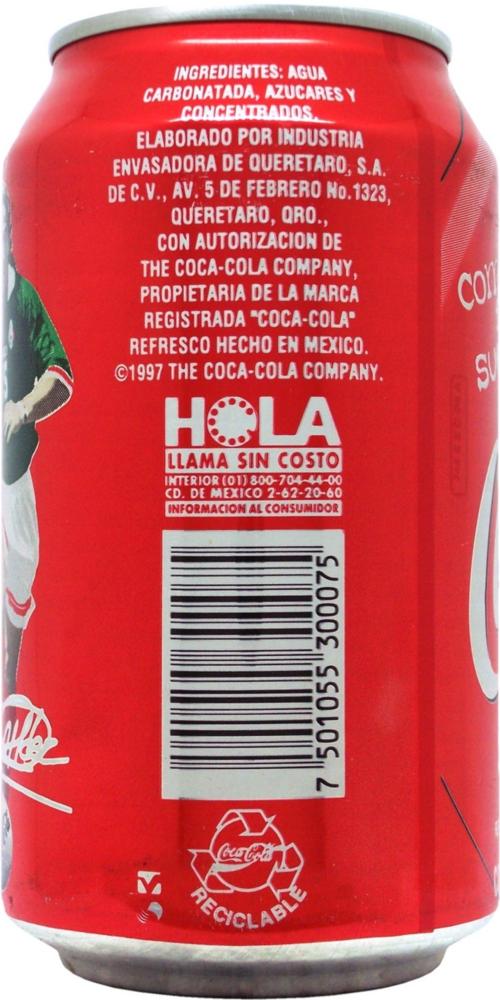 INGREDIENTES: AGUA
CARBONATADA, AZUCARES Y
CONCENTRADOS.
ELABORADO POR INDUSTRIA
ENVASADORA DE QUERETARO, S.A.
DE C.V., AV. 5 DE FEBRERO No.1323,
QUERETARO, QRO.,
CON AUTORIZACION DE
THE COCA-COLA COMPANY,
PROPIETARIA DE LA MARCA
REGISTRADA "COCA-COLA"
REFRESCO HECHO EN MEXICO.
©1997 THE COCA-COLA COMPANY.
HOLA
LLAMA SIN COSTO
INTERIOR (01) 800-704-44-00
CD. DE MEXICO 2-62-20-60
INFORMACION AL CONSUMIDOR
7 501055 300075
Coca-Cola
RECICLABLE